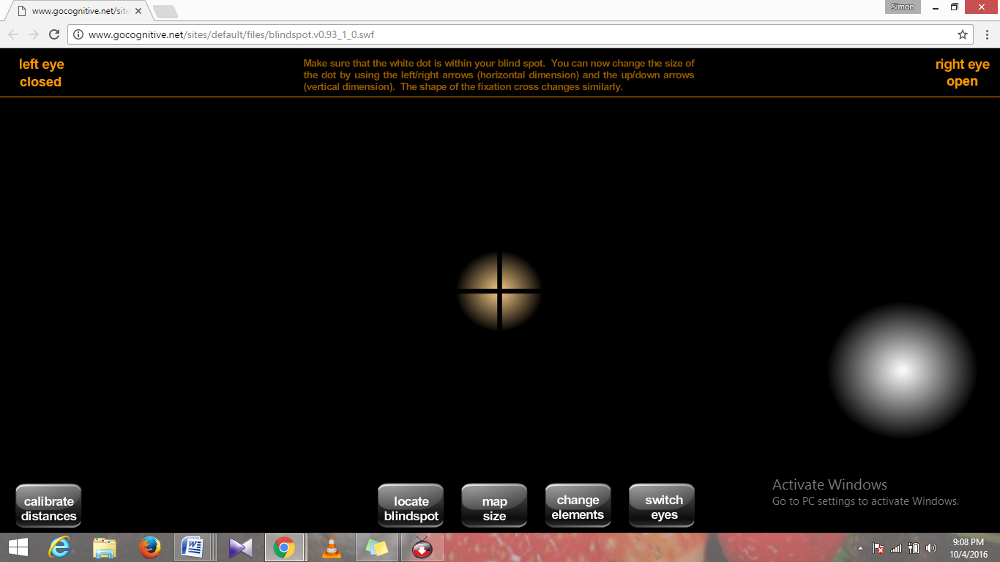 www.gocognitive.net/site
Simon
www.gocognitive.net/sites/default/files/blindspot.v0.93_1_0.swf
left eye
closed
Make sure that the white dot is within your blind spot. You can now change the size of
the dot by using the left/right arrows (horizontal dimension) and the up/down arrows
(vertical dimension). The shape of the fixation cross changes similarly.
right eye
open
calibrate
distances
locate
blindspot
map
size
change
elements
switch
eyes
Activate Windows
Go to PC settings to activate Windows.
9:08 PM
10/4/2016